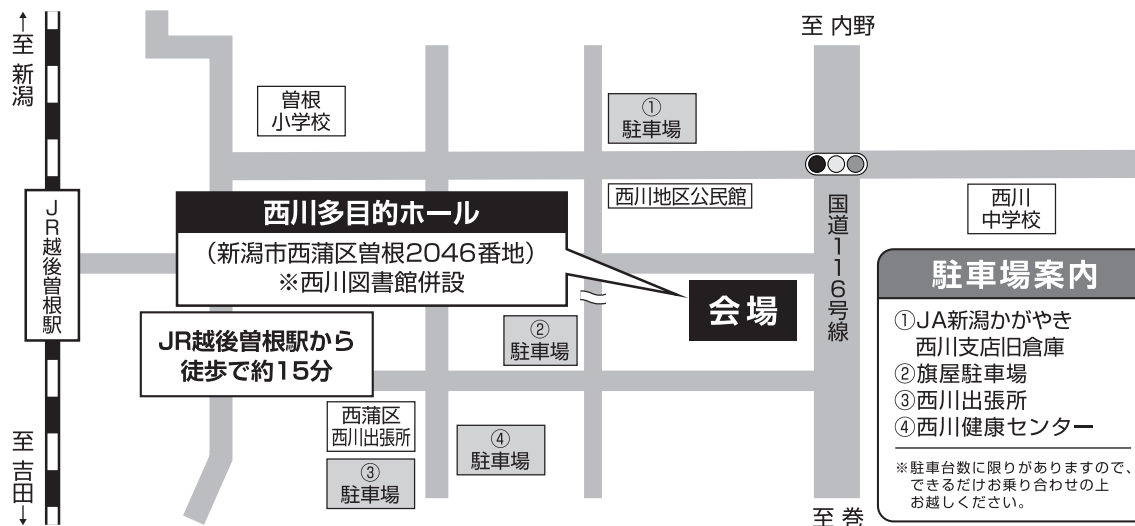 ←至 新潟
至 内野
曽根
小学校
①
駐車場
西川地区公民館
西川
中学校
西川多目的ホール
（新潟市西蒲区曽根2046番地）
※西川図書館併設
JR越後曽根駅
国道116号線
会場
JR越後曽根駅から
徒歩で約15分
②
駐車場
西蒲区
西川出張所
③
駐車場
④
駐車場
駐車場案内
①JA新潟かがやき
西川支店旧倉庫
②旗屋駐車場
③西川出張所
④西川健康センター
※駐車台数に限りがありますので、
できるだけお乗り合わせの上
お越しください。
至 吉田→
至 巻